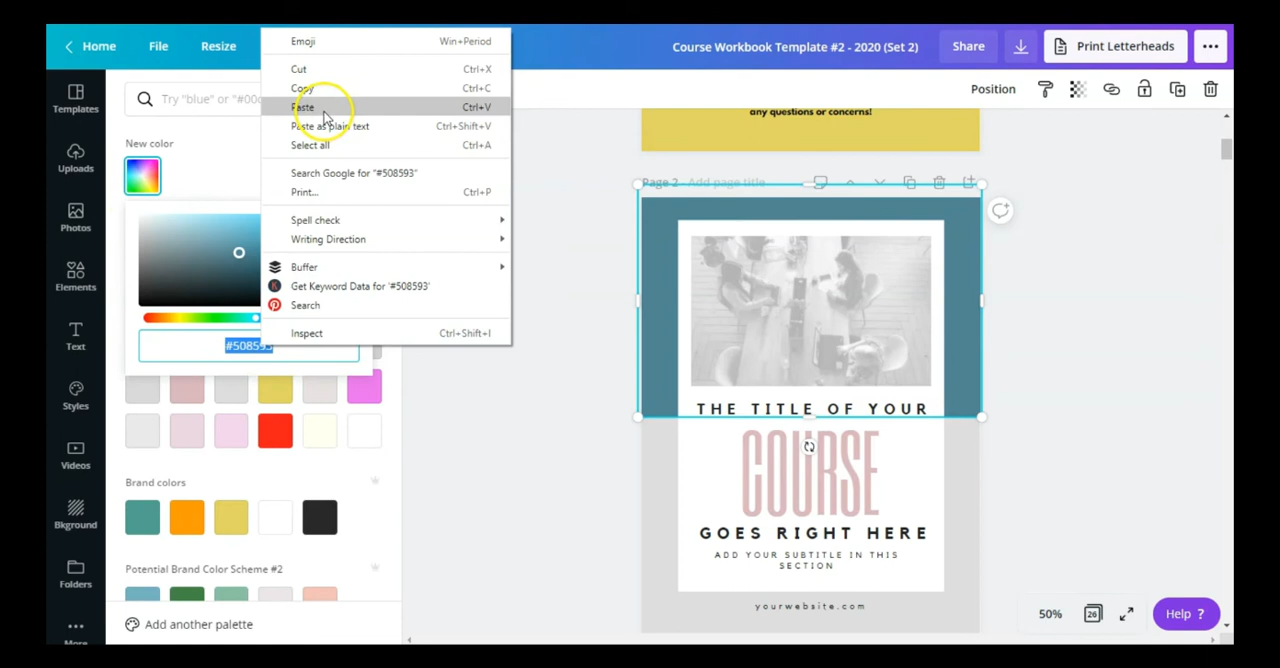 Home
File
Resize
Course Workbook Template #2 - 2020 (Set 2)
Share
Print Letterheads
Templates
Uploads
Photos
Elements
Text
Styles
Videos
Bkground
Folders
More
Try "blue" or "#00c
New color
#508593
Brand colors
Potential Brand Color Scheme #2
Add another palette
Emoji Win+Period
Cut Ctrl+X
Copy Ctrl+C
Paste Ctrl+V
Paste as plain text Ctrl+Shift+V
Select all Ctrl+A
Search Google for "#508593"
Print... Ctrl+P
Spell check
Writing Direction
Buffer
Get Keyword Data for '#508593'
Search
Inspect Ctrl+Shift+I
Position
any questions or concerns!
Page 2 Add page title
THE TITLE OF YOUR
COURSE
GOES RIGHT HERE
ADD YOUR SUBTITLE IN THIS
SECTION
yourwebsite.com
50%
26
Help ?